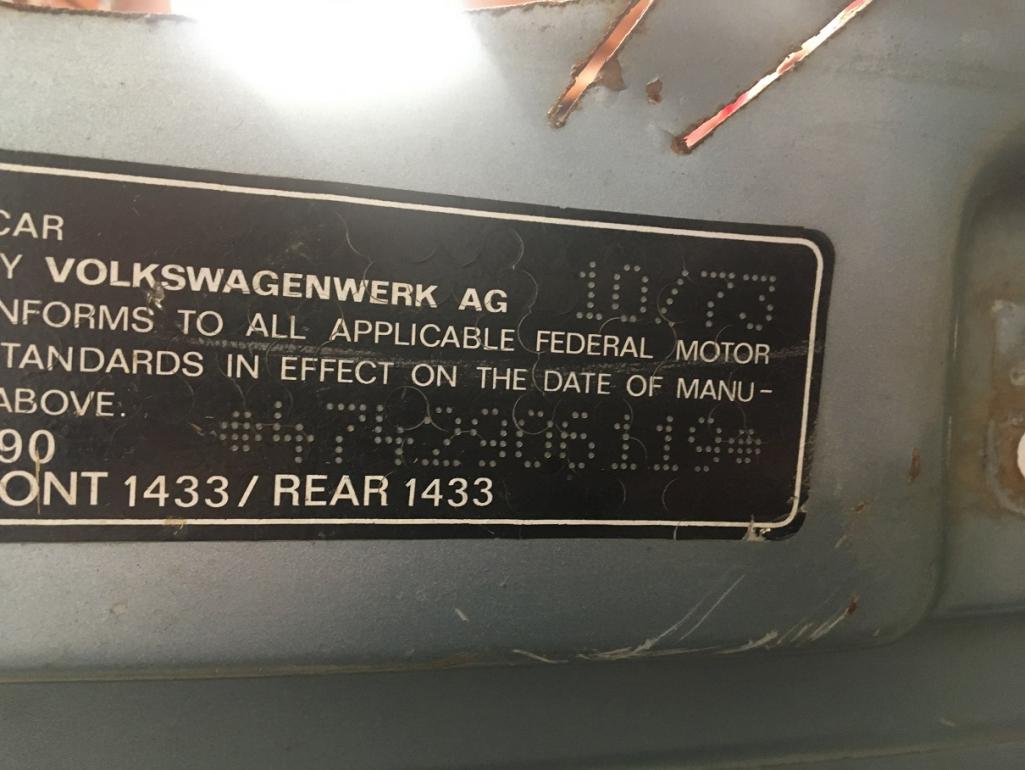 CAR
Y VOLKSWAGENWERK AG 10/73
NFORMS TO ALL APPLICABLE FEDERAL MOTOR
TANDARDS IN EFFECT ON THE DATE OF MANU-
ABOVE. *4742906119*
90
ONT 1433/ REAR 1433